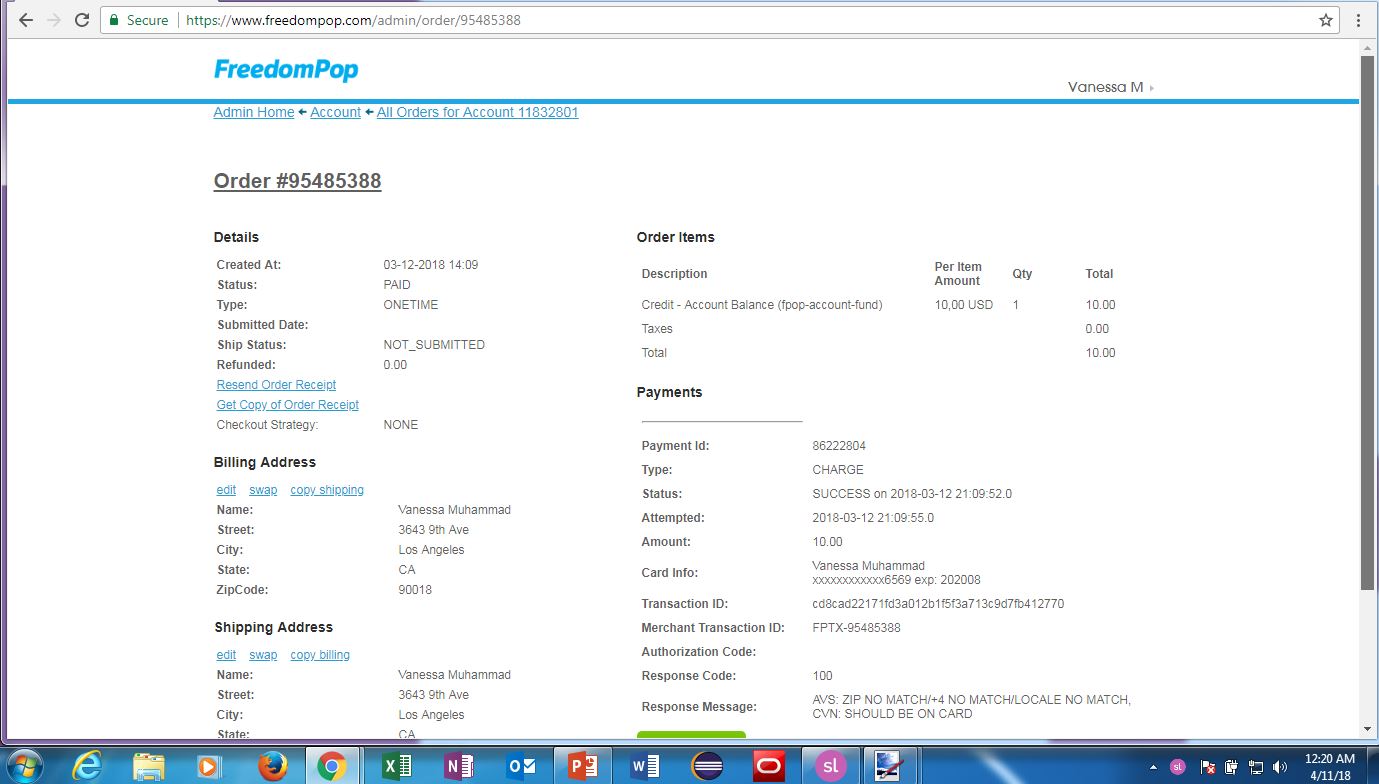 Secure https://www.freedompop.com/admin/order/95485388
FreedomPop
Vanessa M
Admin Home Account All Orders for Account 11832801
Order #95485388
Details
Created At: 03-12-2018 14:09
Status: PAID
Type: ONETIME
Submitted Date:
Ship Status: NOT_SUBMITTED
Refunded: 0.00
Resend Order Receipt
Get Copy of Order Receipt
Checkout Strategy: NONE
Billing Address
edit swap copy shipping
Name: Vanessa Muhammad
Street: 3643 9th Ave
City: Los Angeles
State: CA
ZipCode: 90018
Shipping Address
edit swap copy billing
Name: Vanessa Muhammad
Street: 3643 9th Ave
City: Los Angeles
State: CA
Order Items
Description Per Item Amount Qty Total
Credit - Account Balance (fpop-account-fund) 10,00 USD 1 10.00
Taxes 0.00
Total 10.00
Payments
Payment Id: 86222804
Type: CHARGE
Status: SUCCESS on 2018-03-12 21:09:52.0
Attempted: 2018-03-12 21:09:55.0
Amount: 10.00
Card Info: Vanessa Muhammad
xxxxxxxxxxxx6569 exp: 202008
Transaction ID: cd8cad22171fd3a012b1f5f3a713c9d7fb412770
Merchant Transaction ID: FPTX-95485388
Authorization Code:
Response Code: 100
Response Message: AVS: ZIP NO MATCH/+4 NO MATCH/LOCALE NO MATCH,
CVN: SHOULD BE ON CARD
sl
sl
12:20 AM
4/11/18